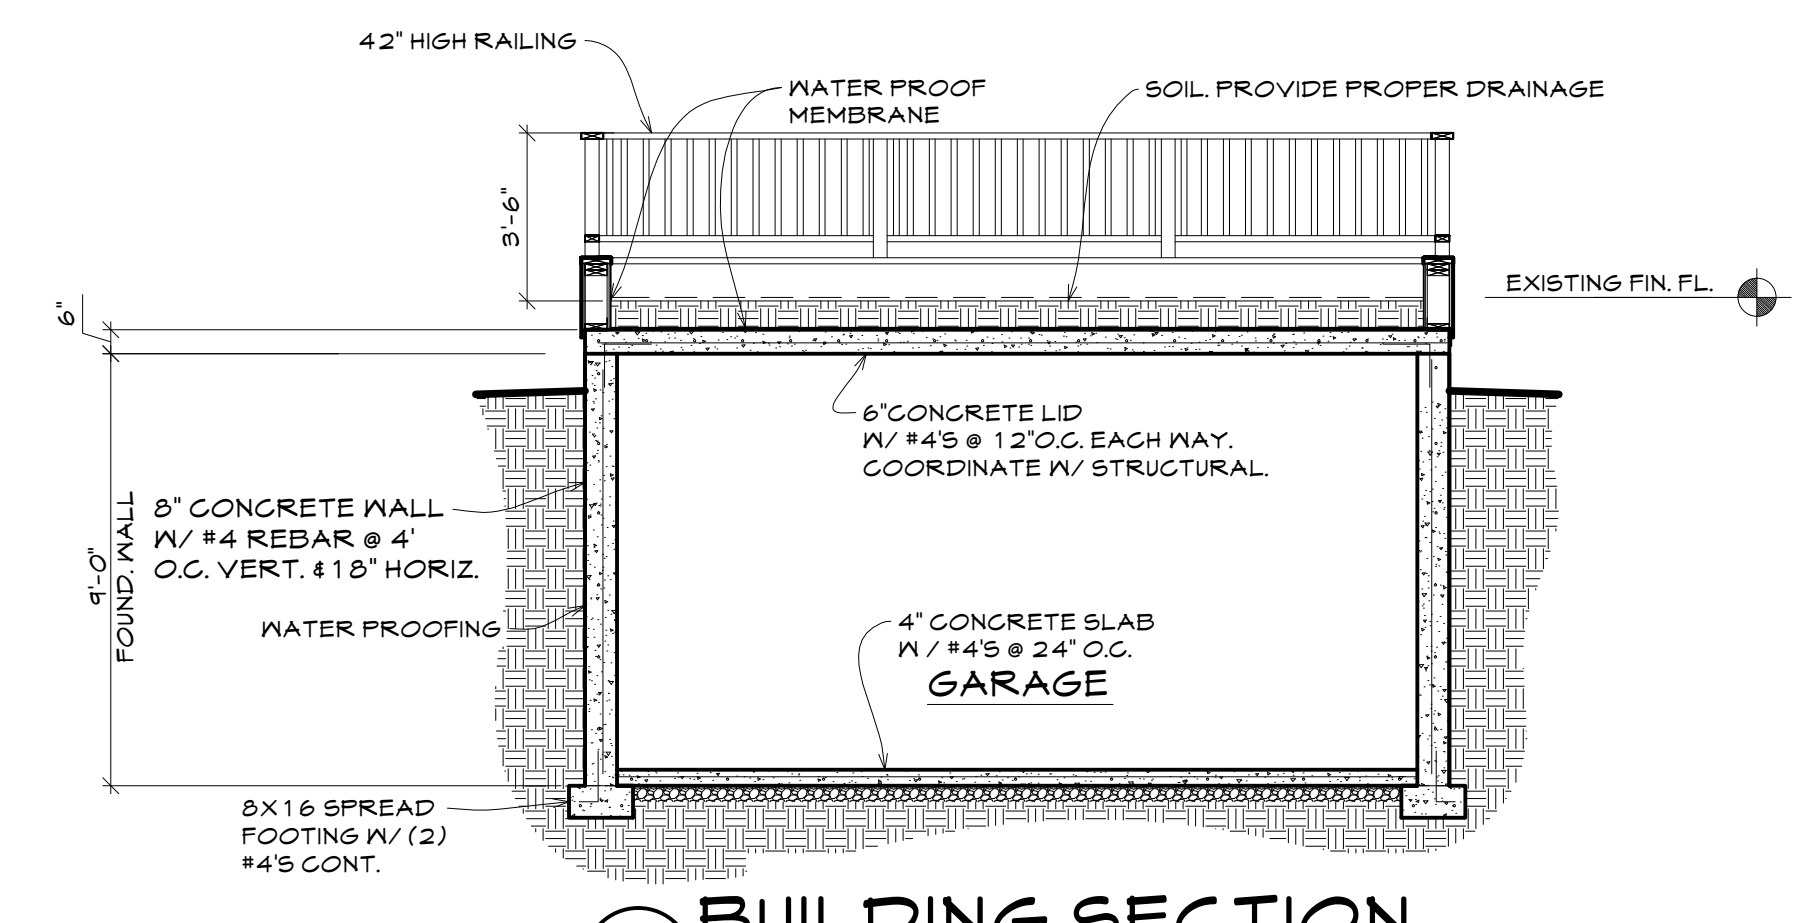 42" HIGH RAILING
WATER PROOF
MEMBRANE
SOIL. PROVIDE PROPER DRAINAGE
3'-6"
EXISTING FIN. FL.
6"
6"CONCRETE LID
W/ #4'S @ 12"O.C. EACH WAY.
COORDINATE W/ STRUCTURAL.
8" CONCRETE WALL
W/ #4 REBAR @ 4'
O.C. VERT. & 18" HORIZ.
9'-0"
FOUND. WALL
WATER PROOFING
4" CONCRETE SLAB
W / #4'S @ 24" O.C.
GARAGE
8X16 SPREAD
FOOTING W/ (2)
#4'S CONT.
BUILDING SECTION